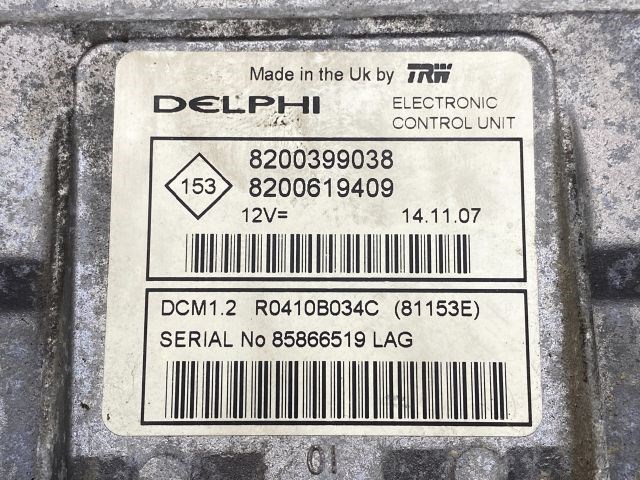 Made in the Uk by TRW
DELPHI
ELECTRONIC
CONTROL UNIT
153
8200399038
8200619409
12V=
14.11.07
DCM1.2 R0410B034C (81153E)
SERIAL No 85866519 LAG
01